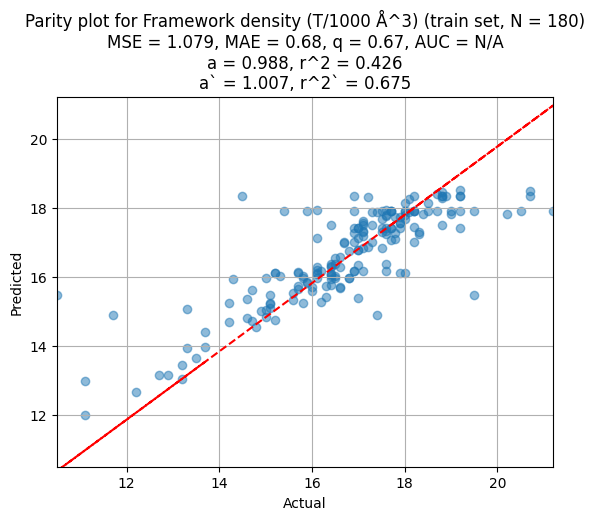 Parity plot for Framework density (T/1000 Å^3) (train set, N = 180)
MSE = 1.079, MAE = 0.68, q = 0.67, AUC = N/A
a = 0.988, r^2 = 0.426
a` = 1.007, r^2` = 0.675
20
18
16
14
12
Predicted
12 14 16 18 20
Actual